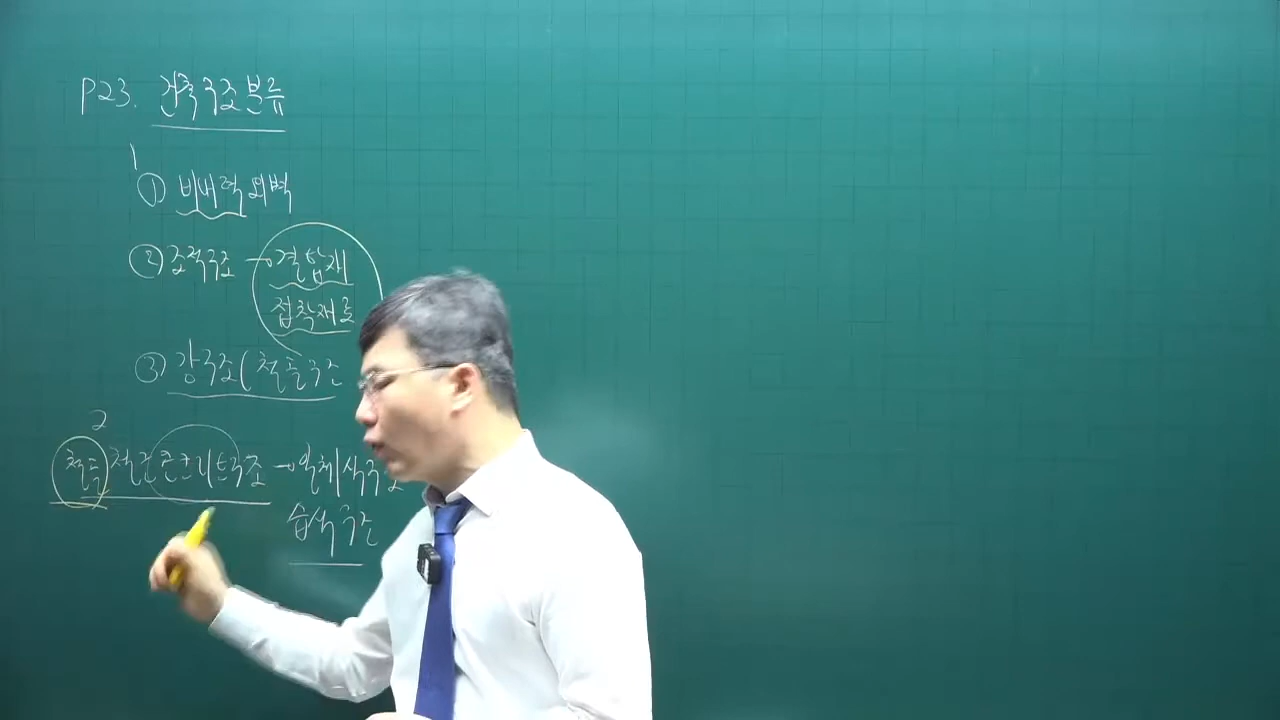 P23. 건축구조분류
1
① 비내력외벽
② 조적구조 → 결합재
접착재로
③ 강구조(철골구조
2
철근콘크리트구조 → 일체식구조
습식구조